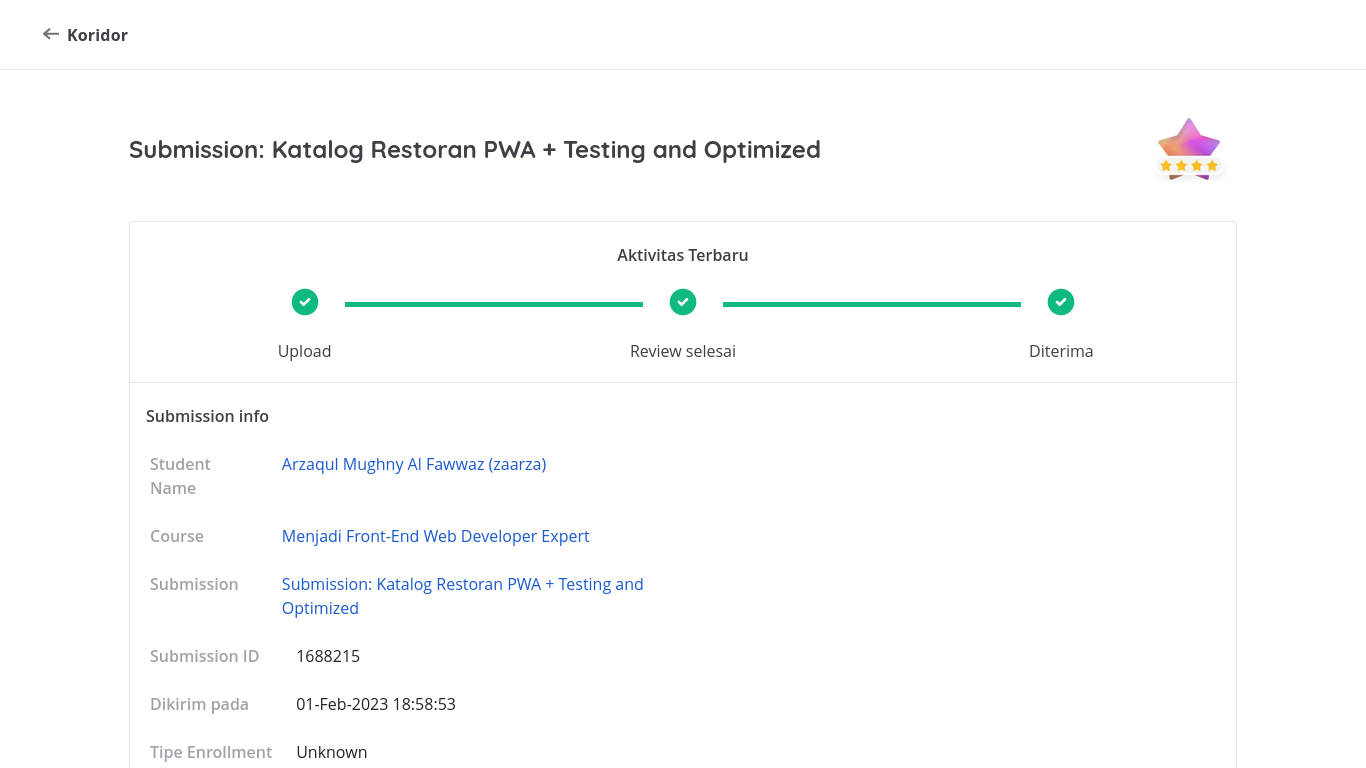 Koridor
Submission: Katalog Restoran PWA + Testing and Optimized
Aktivitas Terbaru
Upload
Review selesai
Diterima
Submission info
Student
Name
Arzaqul Mughny Al Fawwaz (zaarza)
Course
Menjadi Front-End Web Developer Expert
Submission
Submission: Katalog Restoran PWA + Testing and
Optimized
Submission ID
1688215
Dikirim pada
01-Feb-2023 18:58:53
Tipe Enrollment
Unknown